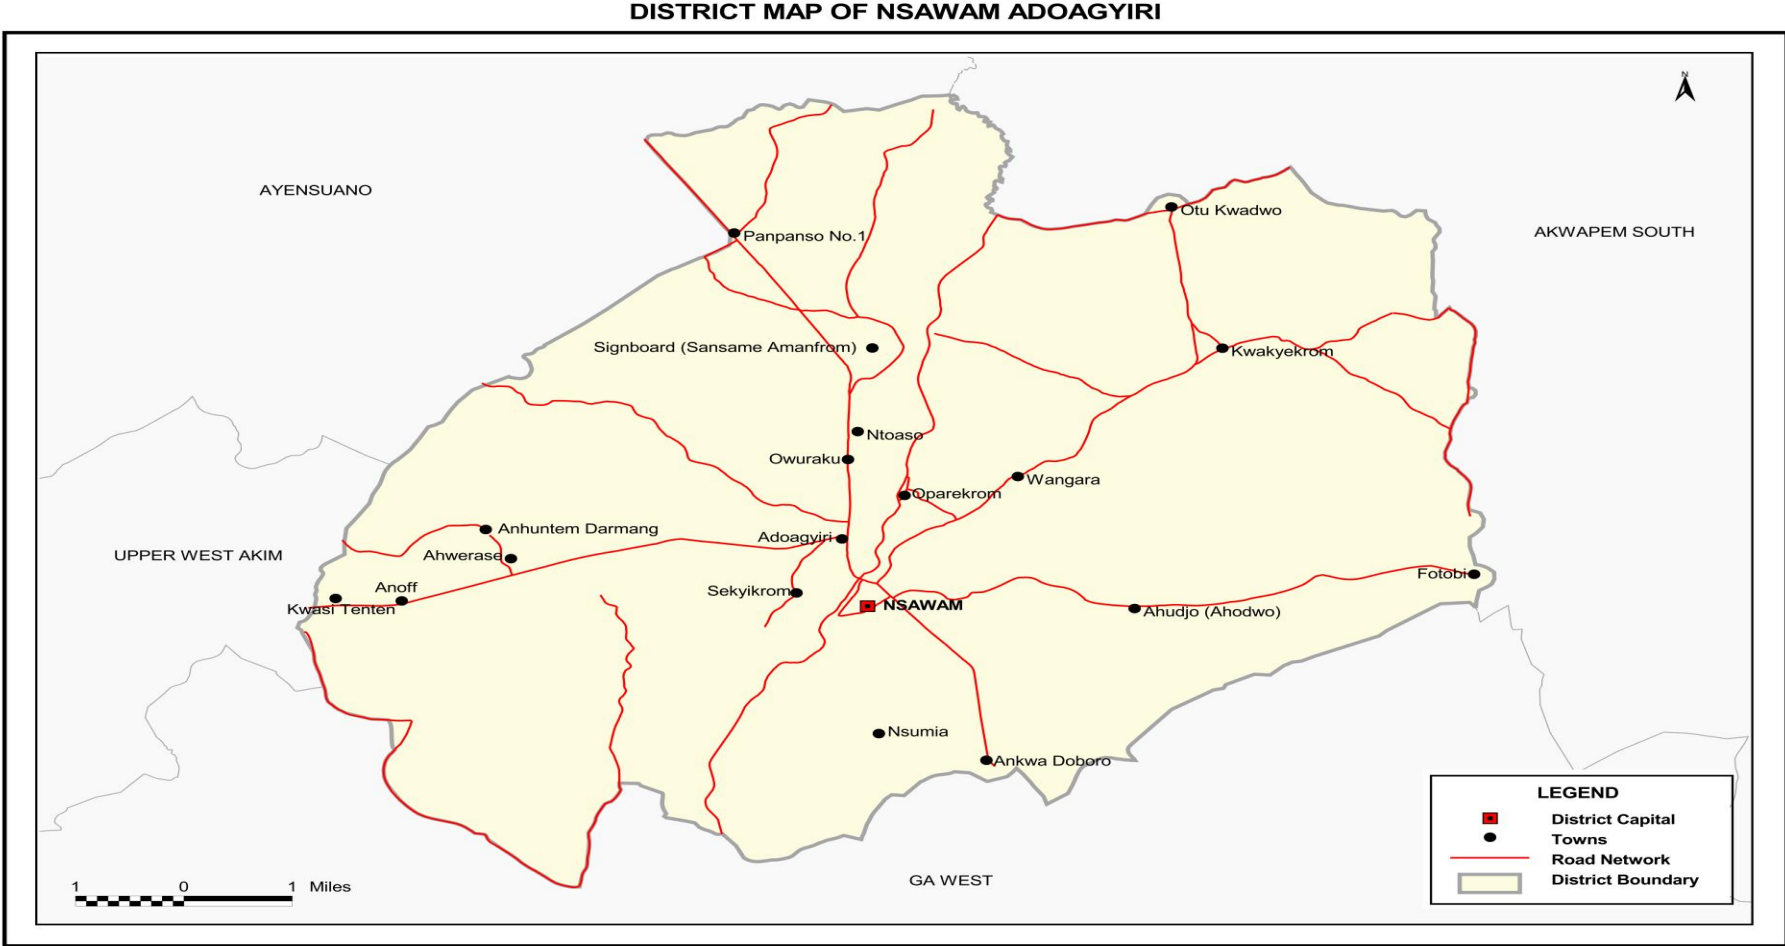 DISTRICT MAP OF NSAWAM ADOAGYIRI
N
AYENSUANO
Otu Kwadwo
Panpanso No.1
AKWAPEM SOUTH
Signboard (Sansame Amanfrom)
Kwakyekrom
Ntoaso
Owuraku
Wangara
Oparekrom
Anhuntem Darmang
Adoagyiri
UPPER WEST AKIM
Ahwerase
Fotobi
Anoff
Sekyikrom
NSAWAM
Kwasi Tenten
Ahudjo (Ahodwo)
Nsumia
Ankwa Doboro
GA WEST
LEGEND
District Capital
Towns
Road Network
District Boundary
1 0 1 Miles